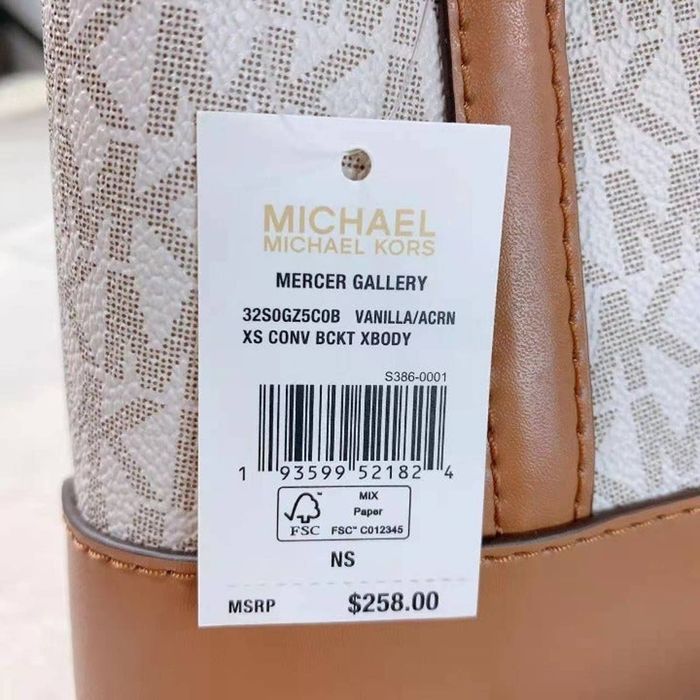 MICHAEL
MICHAEL KORS
MERCER GALLERY
32S0GZ5C0B VANILLA/ACRN
XS CONV BCKT XBODY
S386-0001
1 93599 52182 4
FSC
MIX
Paper
FSC™ C012345
NS
MSRP $258.00